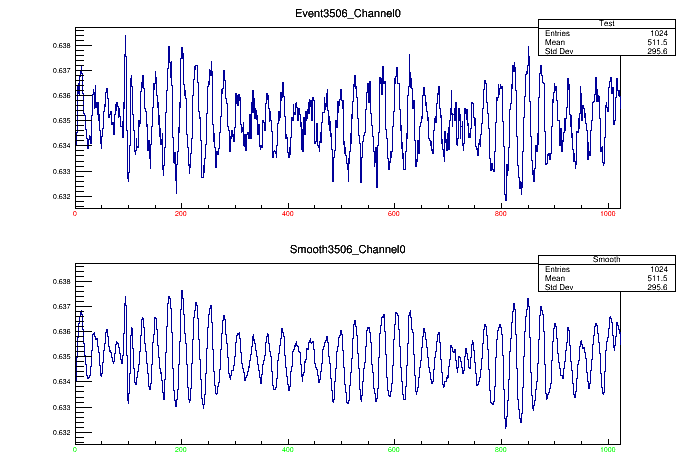 Event3506_Channel0
Test
Entries 1024
Mean 511.5
Std Dev 295.6
0.638
0.637
0.636
0.635
0.634
0.633
0.632
0 200 400 600 800 1000
Smooth3506_Channel0
Smooth
Entries 1024
Mean 511.5
Std Dev 295.6
0.638
0.637
0.636
0.635
0.634
0.633
0.632
0 200 400 600 800 1000